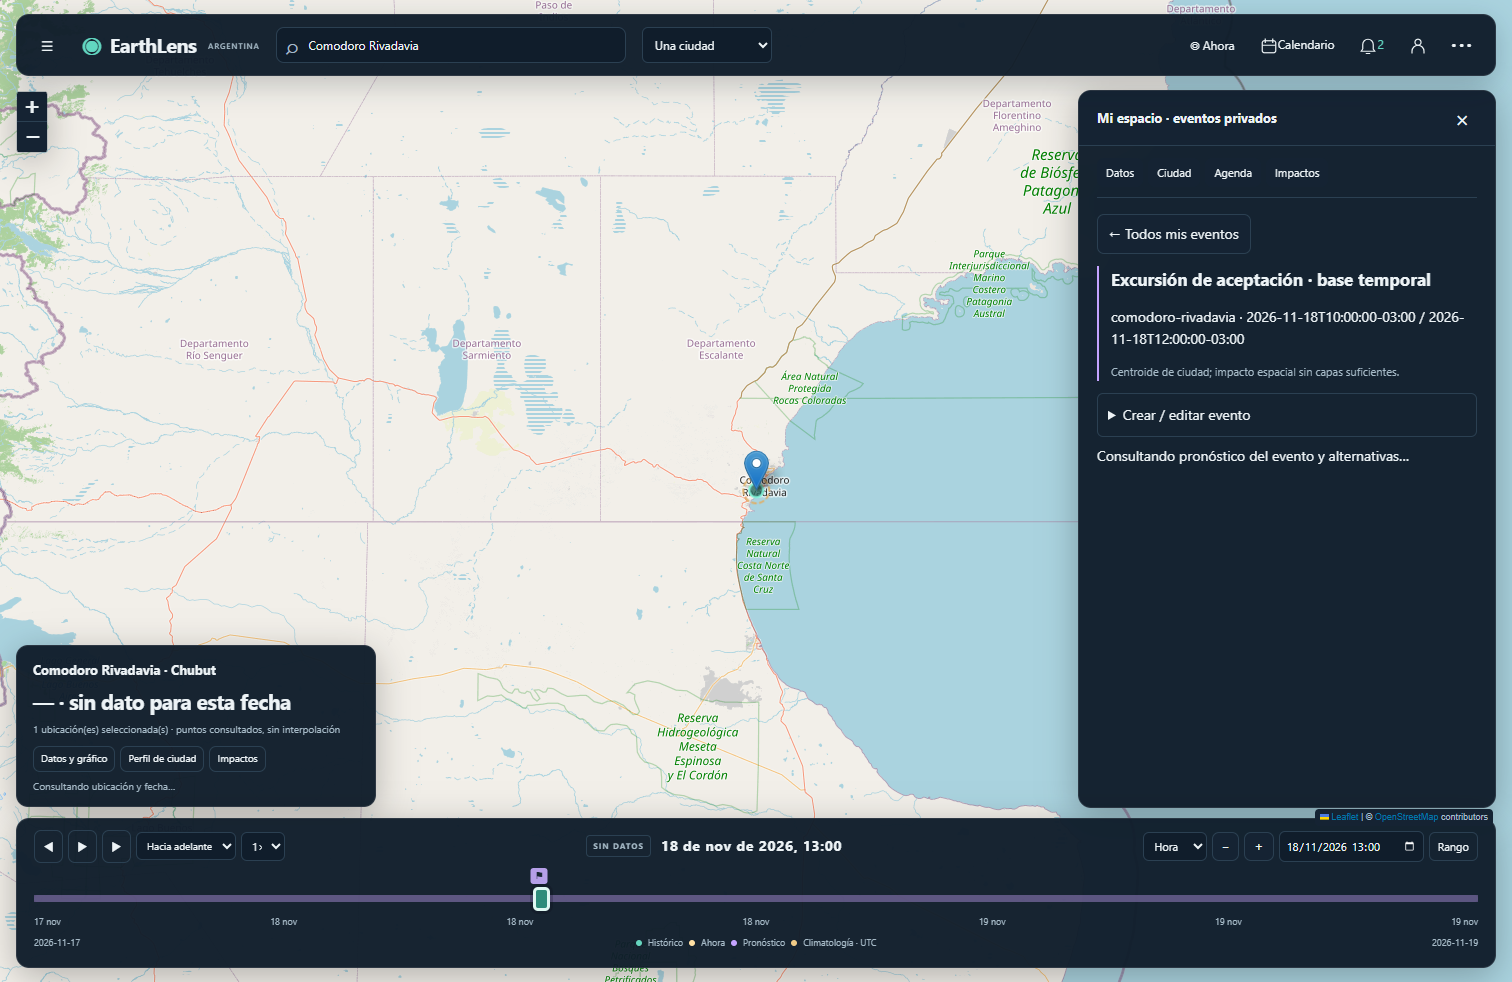 Paso de
Departamento
☰
EarthLens ARGENTINA
Comodoro Rivadavia
Una ciudad
Ahora
Calendario
2
•••
+
−
Departamento
Florentino
Ameghino
Reserva
de Biósfe
Patagon
Azul
Parque
Interjurisdiccional
Marino
Costero
Patagonia
Austral
Departamento
Río Senguer
Departamento
Sarmiento
Departamento
Escalante
Área Natural
Protegida
Rocas Coloradas
Comodoro
Rivadavia
Reserva
Natural
Costa Norte
de Santa
Cruz
Reserva
Hidrogeológica
Meseta
Espinosa
y El Cordón
Bosques
Petrificados
Mi espacio · eventos privados
✕
Datos
Ciudad
Agenda
Impactos
← Todos mis eventos
Excursión de aceptación · base temporal
comodoro-rivadavia · 2026-11-18T10:00:00-03:00 / 2026-
11-18T12:00:00-03:00
Centroide de ciudad; impacto espacial sin capas suficientes.
▶ Crear / editar evento
Consultando pronóstico del evento y alternativas...
Comodoro Rivadavia · Chubut
— · sin dato para esta fecha
1 ubicación(es) seleccionada(s) · puntos consultados, sin interpolación
Datos y gráfico
Perfil de ciudad
Impactos
Consultando ubicación y fecha...
Leaflet | © OpenStreetMap contributors
Hacia adelante
SIN DATOS
18 de nov de 2026, 13:00
Hora
−
+
18/11/2026 13:00
Rango
17 nov
18 nov
18 nov
18 nov
19 nov
19 nov
19 nov
2026-11-17
Histórico
Ahora
Pronóstico
Climatología · UTC
2026-11-19